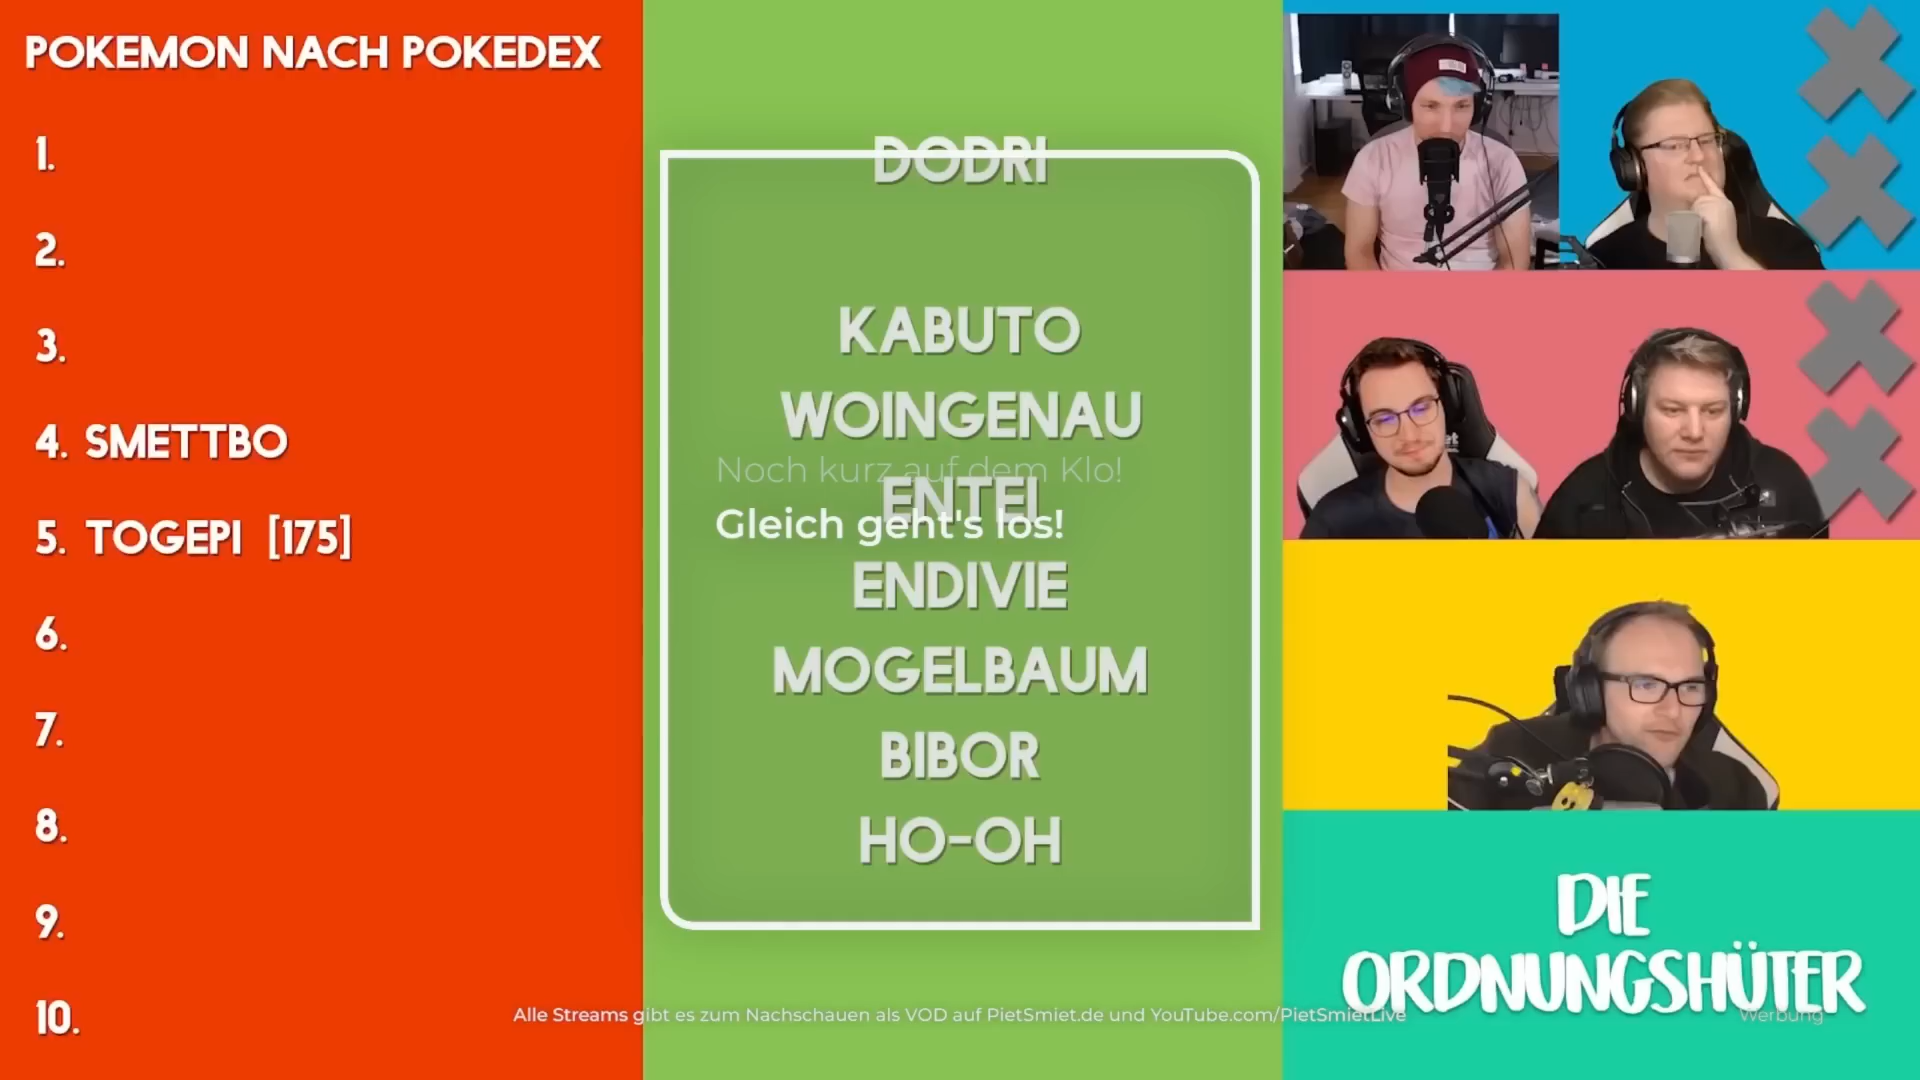 POKEMON NACH POKEDEX
1.
2.
3.
4. SMETTBO
5. TOGEPI [175]
6.
7.
8.
9.
10.
DODRI
KABUTO
WOINGENAU
Noch kurz auf dem Klo!
ENTEI
Gleich geht's los!
ENDIVIE
MOGELBAUM
BIBOR
HO-OH
DIE
ORDNUNGSHÜTER
Alle Streams gibt es zum Nachschauen als VOD auf PietSmiet.de und YouTube.com/PietSmietLive
Werbung